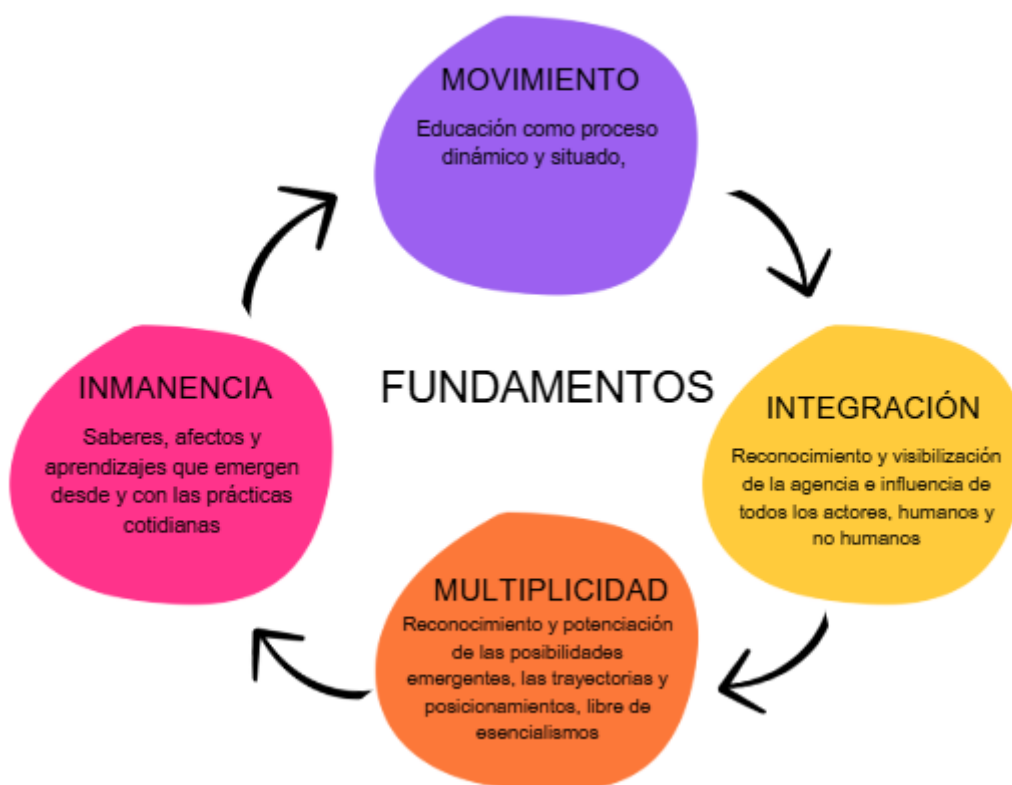 MOVIMIENTO
Educación como proceso
dinámico y situado,
FUNDAMENTOS
INTEGRACIÓN
Reconocimiento y visibilización
de la agencia e influencia de
todos los actores, humanos y
no humanos
MULTIPLICIDAD
Reconocimiento y potenciación
de las posibilidades
emergentes, las trayectorias y
posicionamientos, libre de
esencialismos
INMANENCIA
Saberes, afectos y
aprendizajes que emergen
desde y con las prácticas
cotidianas